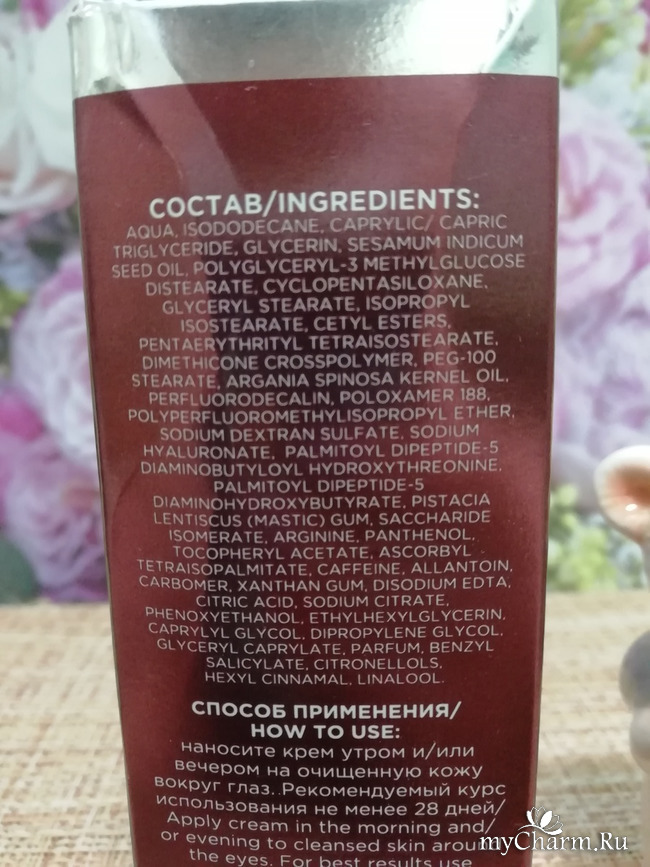 СОСТАВ/INGREDIENTS:
AQUA, ISODODECANE, CAPRYLIC/ CAPRIC
TRIGLYCERIDE, GLYCERIN, SESAMUM INDICUM
SEED OIL, POLYGLYCERYL-3 METHYLGLUCOSE
DISTEARATE, CYCLOPENTASILOXANE,
GLYCERYL STEARATE, ISOPROPYL
ISOSTEARATE, CETYL ESTERS,
PENTAERYTHRITYL TETRAISOSTEARATE,
DIMETHICONE CROSSPOLYMER, PEG-100
STEARATE, ARGANIA SPINOSA KERNEL OIL,
PERFLUORODECALIN, POLOXAMER 188,
POLYPERFLUOROMETHYLISOPROPYL ETHER,
SODIUM DEXTRAN SULFATE, SODIUM
HYALURONATE, PALMITOYL DIPEPTIDE-5
DIAMINOBUTYLOYL HYDROXYTHREONINE,
PALMITOYL DIPEPTIDE-5
DIAMINOHYDROXYBUTYRATE, PISTACIA
LENTISCUS (MASTIC) GUM, SACCHARIDE
ISOMERATE, ARGININE, PANTHENOL,
TOCOPHERYL ACETATE, ASCORBYL
TETRAISOPALMITATE, CAFFEINE, ALLANTOIN,
CARBOMER, XANTHAN GUM, DISODIUM EDTA,
CITRIC ACID, SODIUM CITRATE,
PHENOXYETHANOL, ETHYLHEXYLGLYCERIN,
CAPRYLYL GLYCOL, DIPROPYLENE GLYCOL,
GLYCERYL CAPRYLATE, PARFUM, BENZYL
SALICYLATE, CITRONELLOLS,
HEXYL CINNAMAL, LINALOOL.
СПОСОБ ПРИМЕНЕНИЯ/
HOW TO USE:
наносите крем утром и/или
вечером на очищенную кожу
вокруг глаз. Рекомендуемый курс
использования не менее 28 дней/
Apply cream in the morning and/
or evening to cleansed skin around
the eyes. For best results use
myCharm.Ru